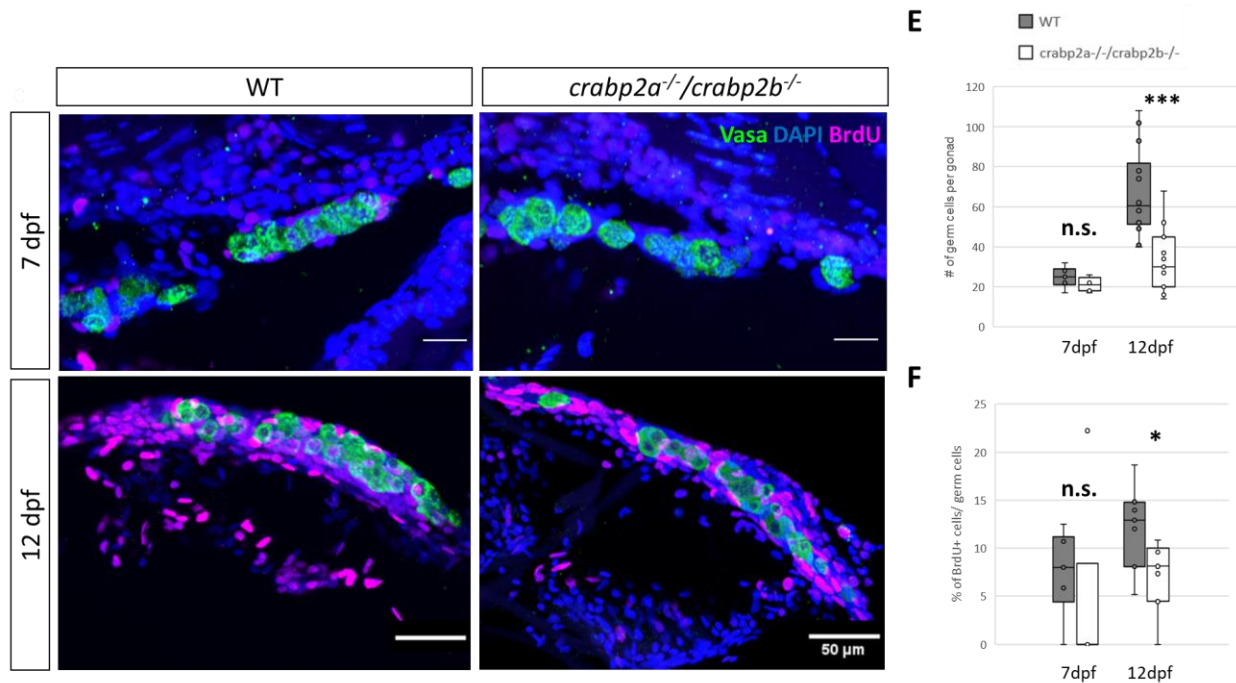 WT
crabp2a-/-/crabp2b-/-
7 dpf
Vasa DAPI BrdU
12 dpf
50 µm
E
WT
crabp2a-/-/crabp2b-/-
# of germ cells per gonad
120
100
80
60
40
20
0
n.s.
***
7dpf
12dpf
F
% of BrdU+ cells/ germ cells
25
20
15
10
5
0
n.s.
*
7dpf
12dpf